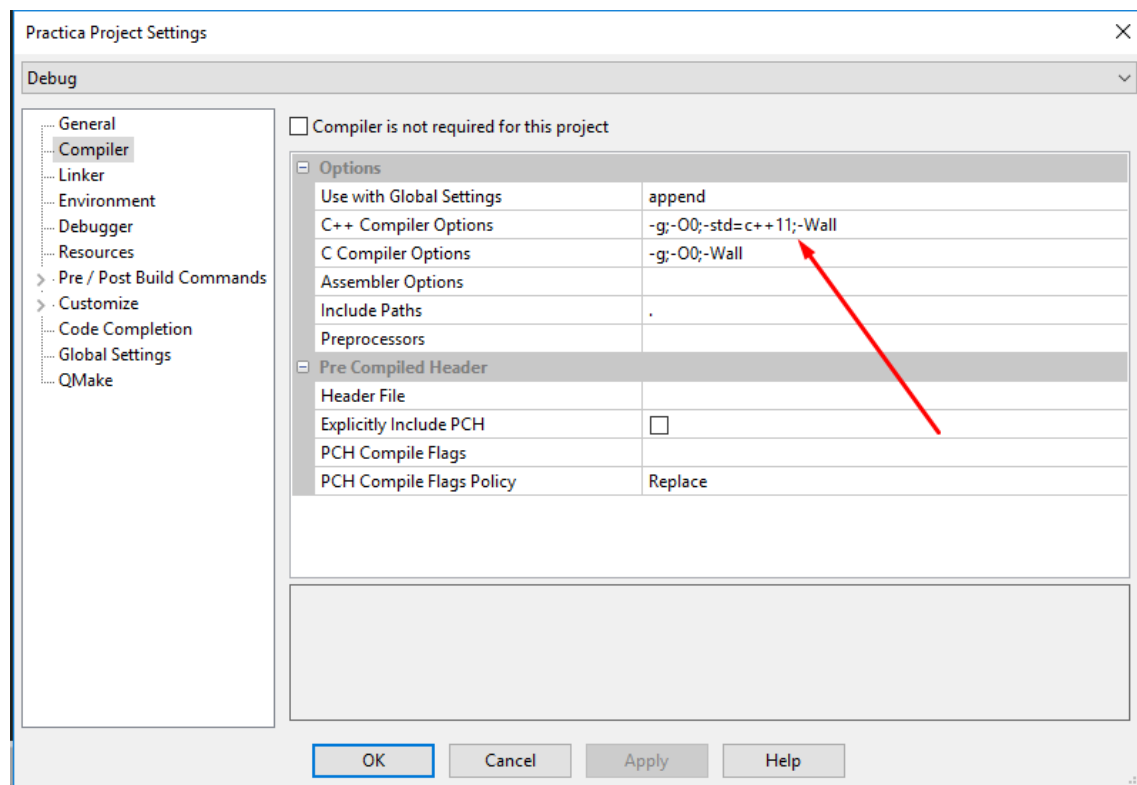 Practica Project Settings
Debug
General
Compiler
Linker
Environment
Debugger
Resources
Pre / Post Build Commands
Customize
Code Completion
Global Settings
QMake
Compiler is not required for this project
Options
Use with Global Settings append
C++ Compiler Options -g;-O0;-std=c++11;-Wall
C Compiler Options -g;-O0;-Wall
Assembler Options
Include Paths .
Preprocessors
Pre Compiled Header
Header File
Explicitly Include PCH
PCH Compile Flags
PCH Compile Flags Policy Replace
OK Cancel Apply Help